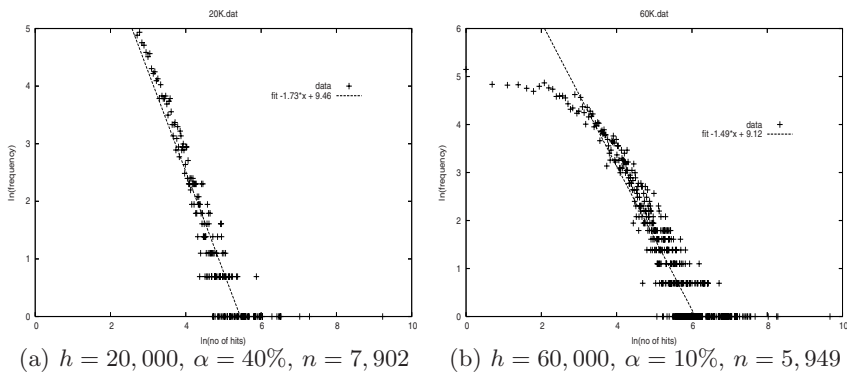 20K.dat
5
4
3
2
1
0
ln(frequency)
data
fit -1.73*x + 9.46
0 2 4 6 8 10
ln(no of hits)
(a) h = 20, 000, α = 40%, n = 7, 902
60K.dat
6
5
4
3
2
1
0
ln(frequency)
data
fit -1.49*x + 9.12
0 2 4 6 8 10
ln(no of hits)
(b) h = 60, 000, α = 10%, n = 5, 949